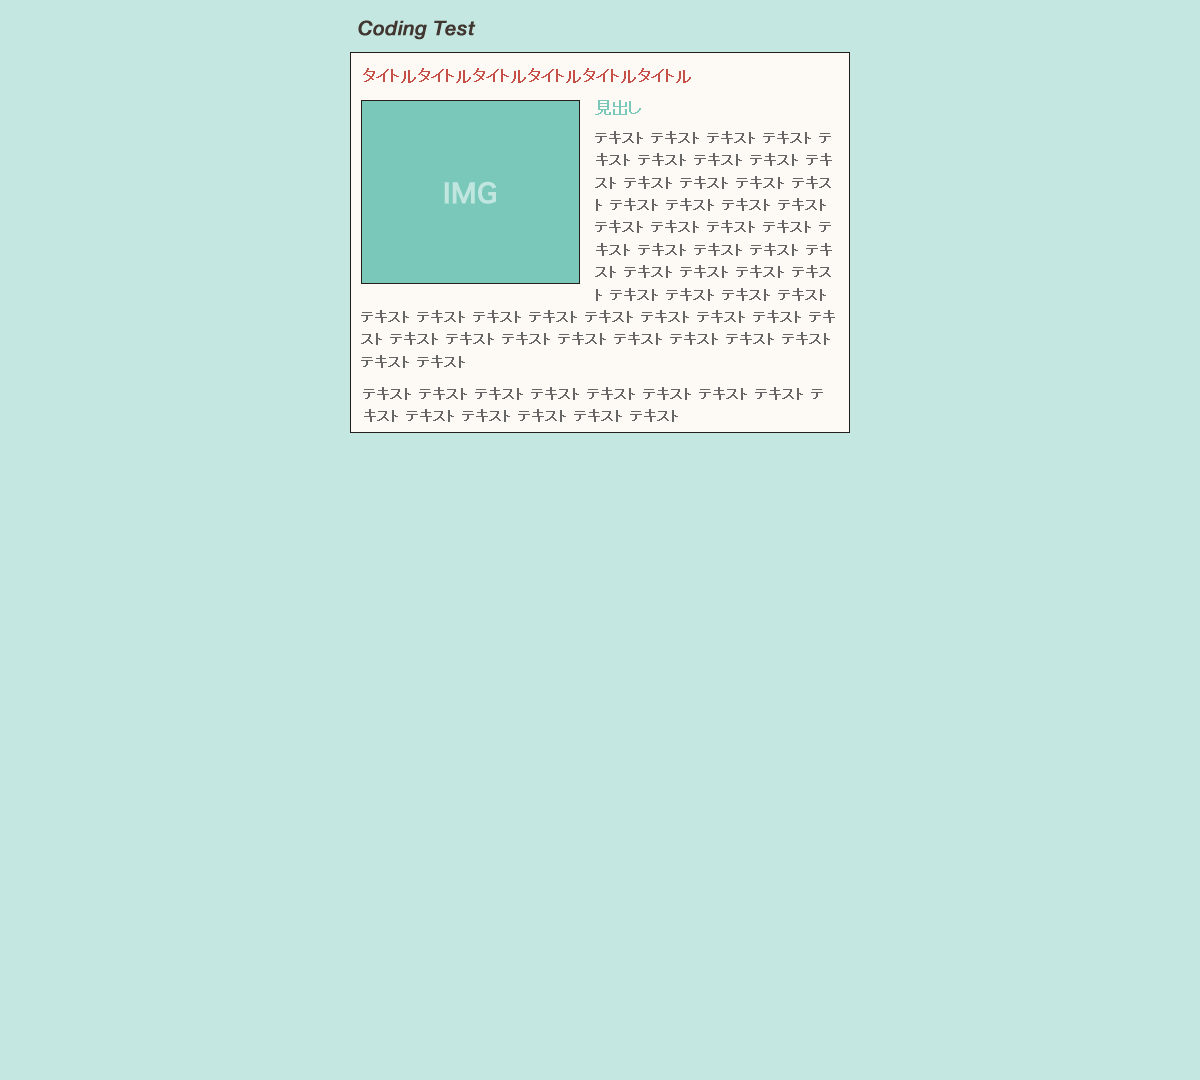 Coding Test
タイトルタイトルタイトルタイトルタイトルタイトル
IMG
見出し
テキスト テキスト テキスト テキスト テ
キスト テキスト テキスト テキスト テキ
スト テキスト テキスト テキスト テキス
ト テキスト テキスト テキスト テキスト
テキスト テキスト テキスト テキスト テ
キスト テキスト テキスト テキスト テキ
スト テキスト テキスト テキスト テキス
ト テキスト テキスト テキスト テキスト
テキスト テキスト テキスト テキスト テキスト テキスト テキスト テキスト テキ
スト テキスト テキスト テキスト テキスト テキスト テキスト テキスト テキスト
テキスト テキスト
テキスト テキスト テキスト テキスト テキスト テキスト テキスト テキスト テ
キスト テキスト テキスト テキスト テキスト テキスト